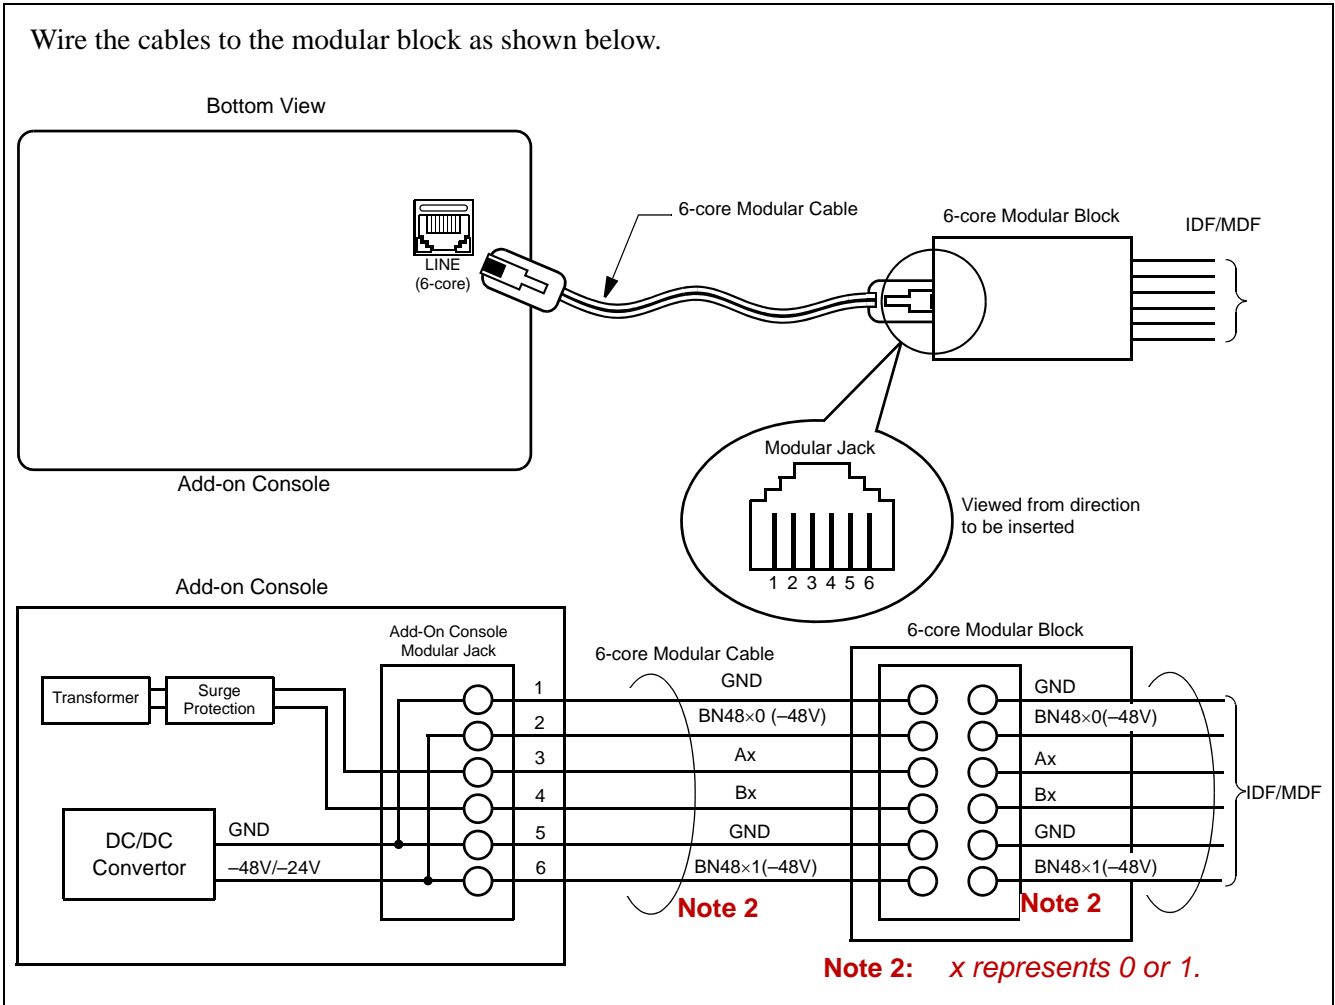 Wire the cables to the modular block as shown below.
Bottom View
6-core Modular Cable
6-core Modular Block
IDF/MDF
LINE
(6-core)
Add-on Console
Modular Jack
Viewed from direction
to be inserted
1 2 3 4 5 6
Add-on Console
Add-On Console
Modular Jack
6-core Modular Cable
6-core Modular Block
Transformer
Surge
Protection
1
GND
GND
2
BN48×0 (–48V)
BN48×0(–48V)
3
Ax
Ax
4
Bx
Bx
IDF/MDF
DC/DC
Convertor
GND
5
GND
GND
–48V/–24V
6
BN48×1(–48V)
BN48×1(–48V)
Note 2
Note 2
Note 2: x represents 0 or 1.